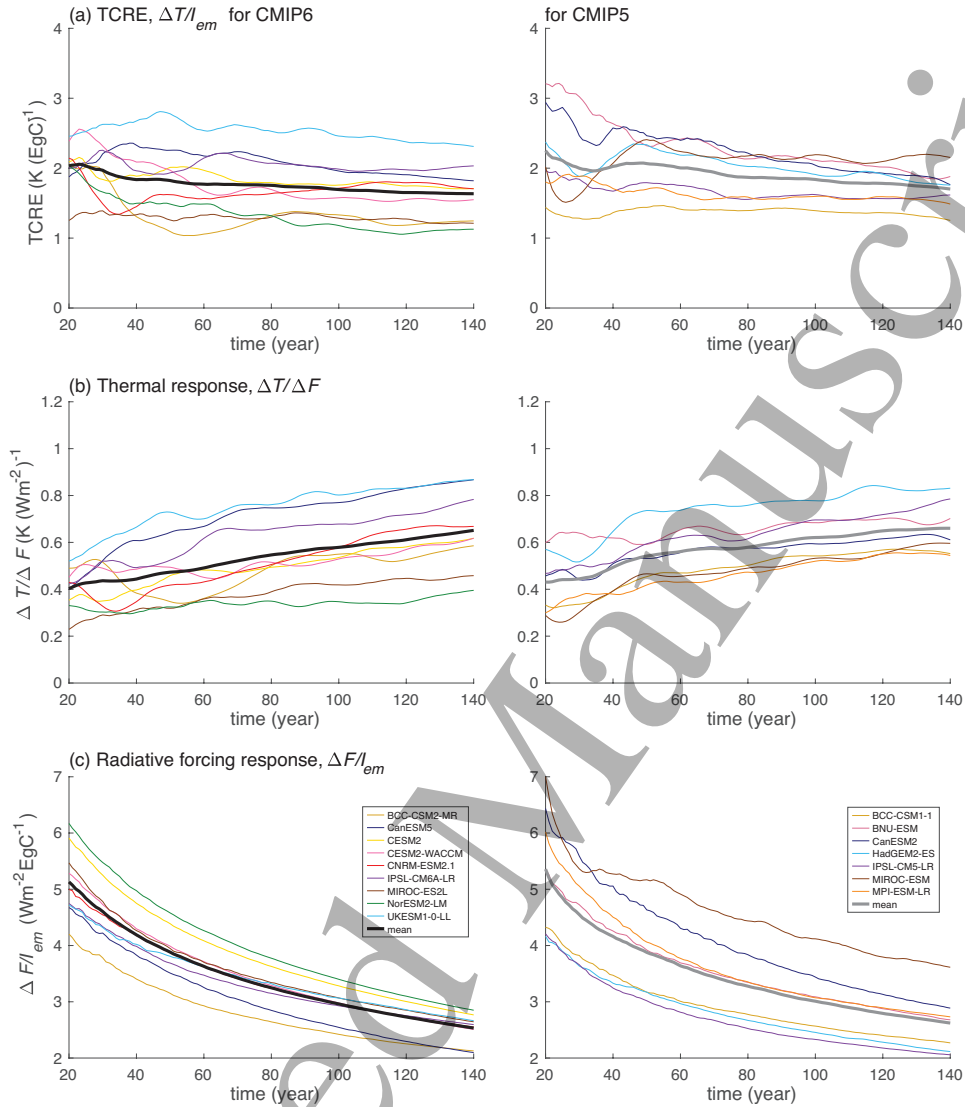 (a) TCRE, ΔT/I_em for CMIP6
for CMIP5
TCRE (K (EgC)^1)
4
3
2
1
0
20 40 60 80 100 120 140
time (year)
4
3
2
1
0
20 40 60 80 100 120 140
time (year)
(b) Thermal response, ΔT/ΔF
Δ T/Δ F (K (Wm^-2)^-1
1.2
1
0.8
0.6
0.4
0.2
0
20 40 60 80 100 120 140
time (year)
1.2
1
0.8
0.6
0.4
0.2
0
20 40 60 80 100 120 140
time (year)
(c) Radiative forcing response, ΔF/I_em
Δ F/I_em (Wm^-2 EgC^-1)
7
6
5
4
3
2
BCC-CSM2-MR
CanESM5
CESM2
CESM2-WACCM
CNRM-ESM2.1
IPSL-CM6A-LR
MIROC-ES2L
NorESM2-LM
UKESM1-0-LL
mean
20 40 60 80 100 120 140
time (year)
7
6
5
4
3
2
BCC-CSM1-1
BNU-ESM
CanESM2
HadGEM2-ES
IPSL-CM5-LR
MIROC-ESM
MPI-ESM-LR
mean
20 40 60 80 100 120 140
time (year)
ed Manuscri